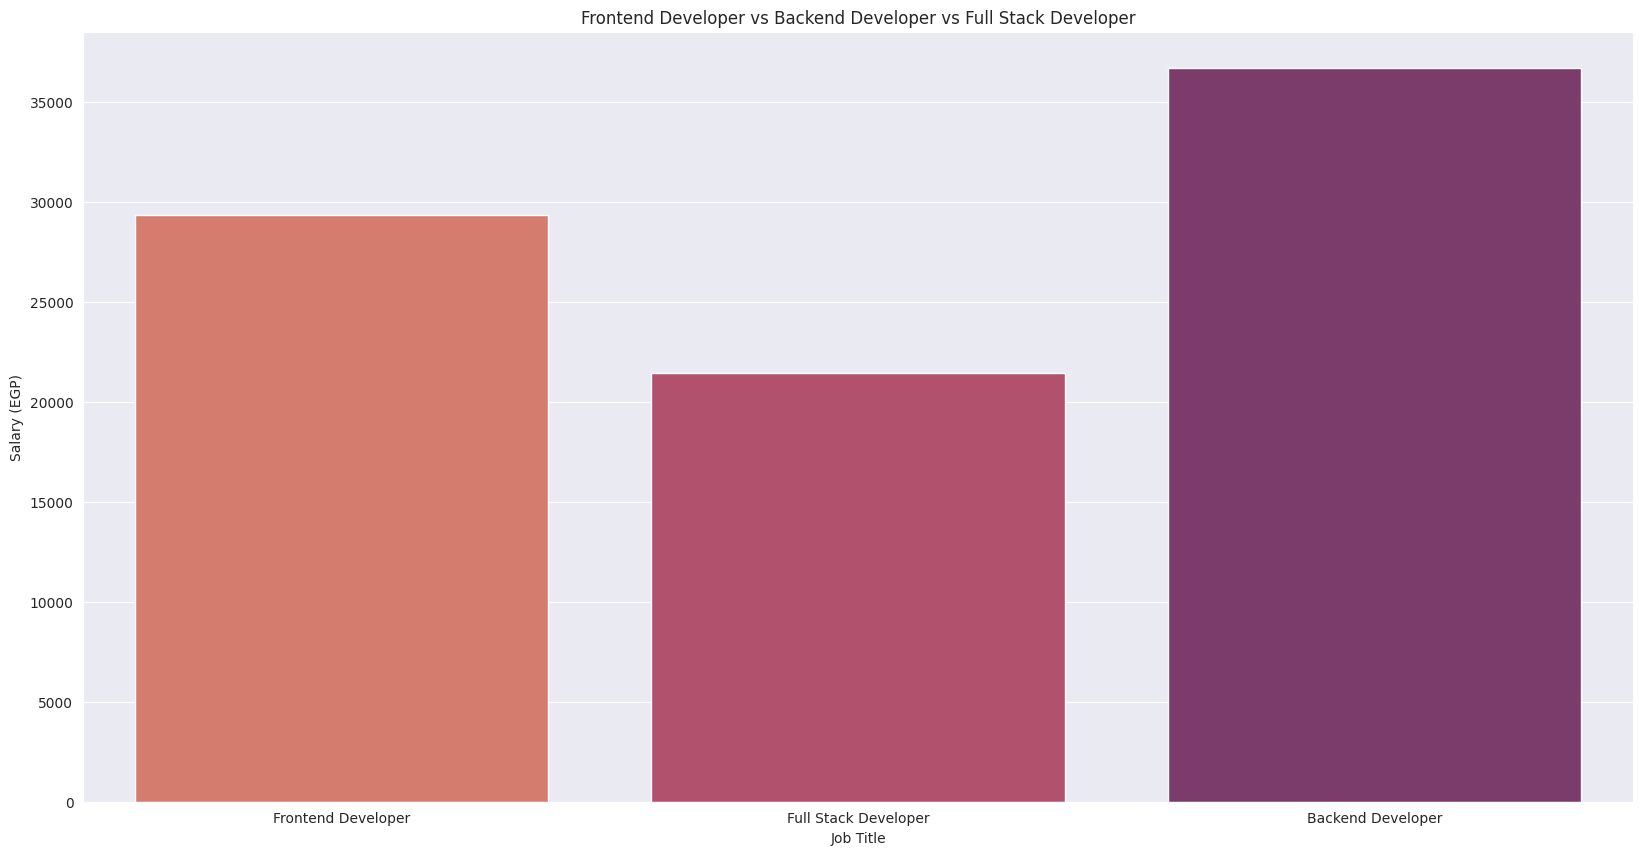 Frontend Developer vs Backend Developer vs Full Stack Developer
Salary (EGP)
35000
30000
25000
20000
15000
10000
5000
0
Frontend Developer
Full Stack Developer
Backend Developer
Job Title